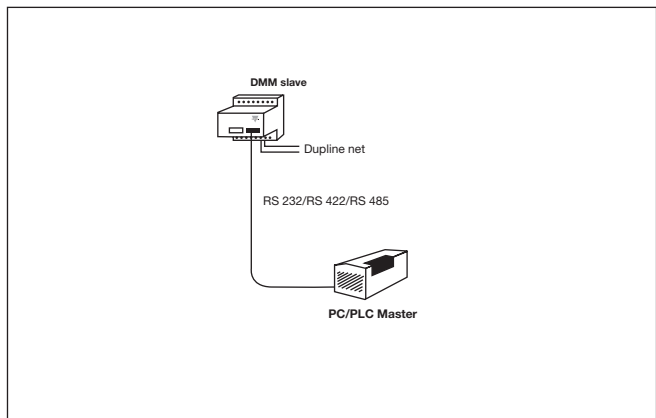 DMM slave
Dupline net
RS 232/RS 422/RS 485
PC/PLC Master